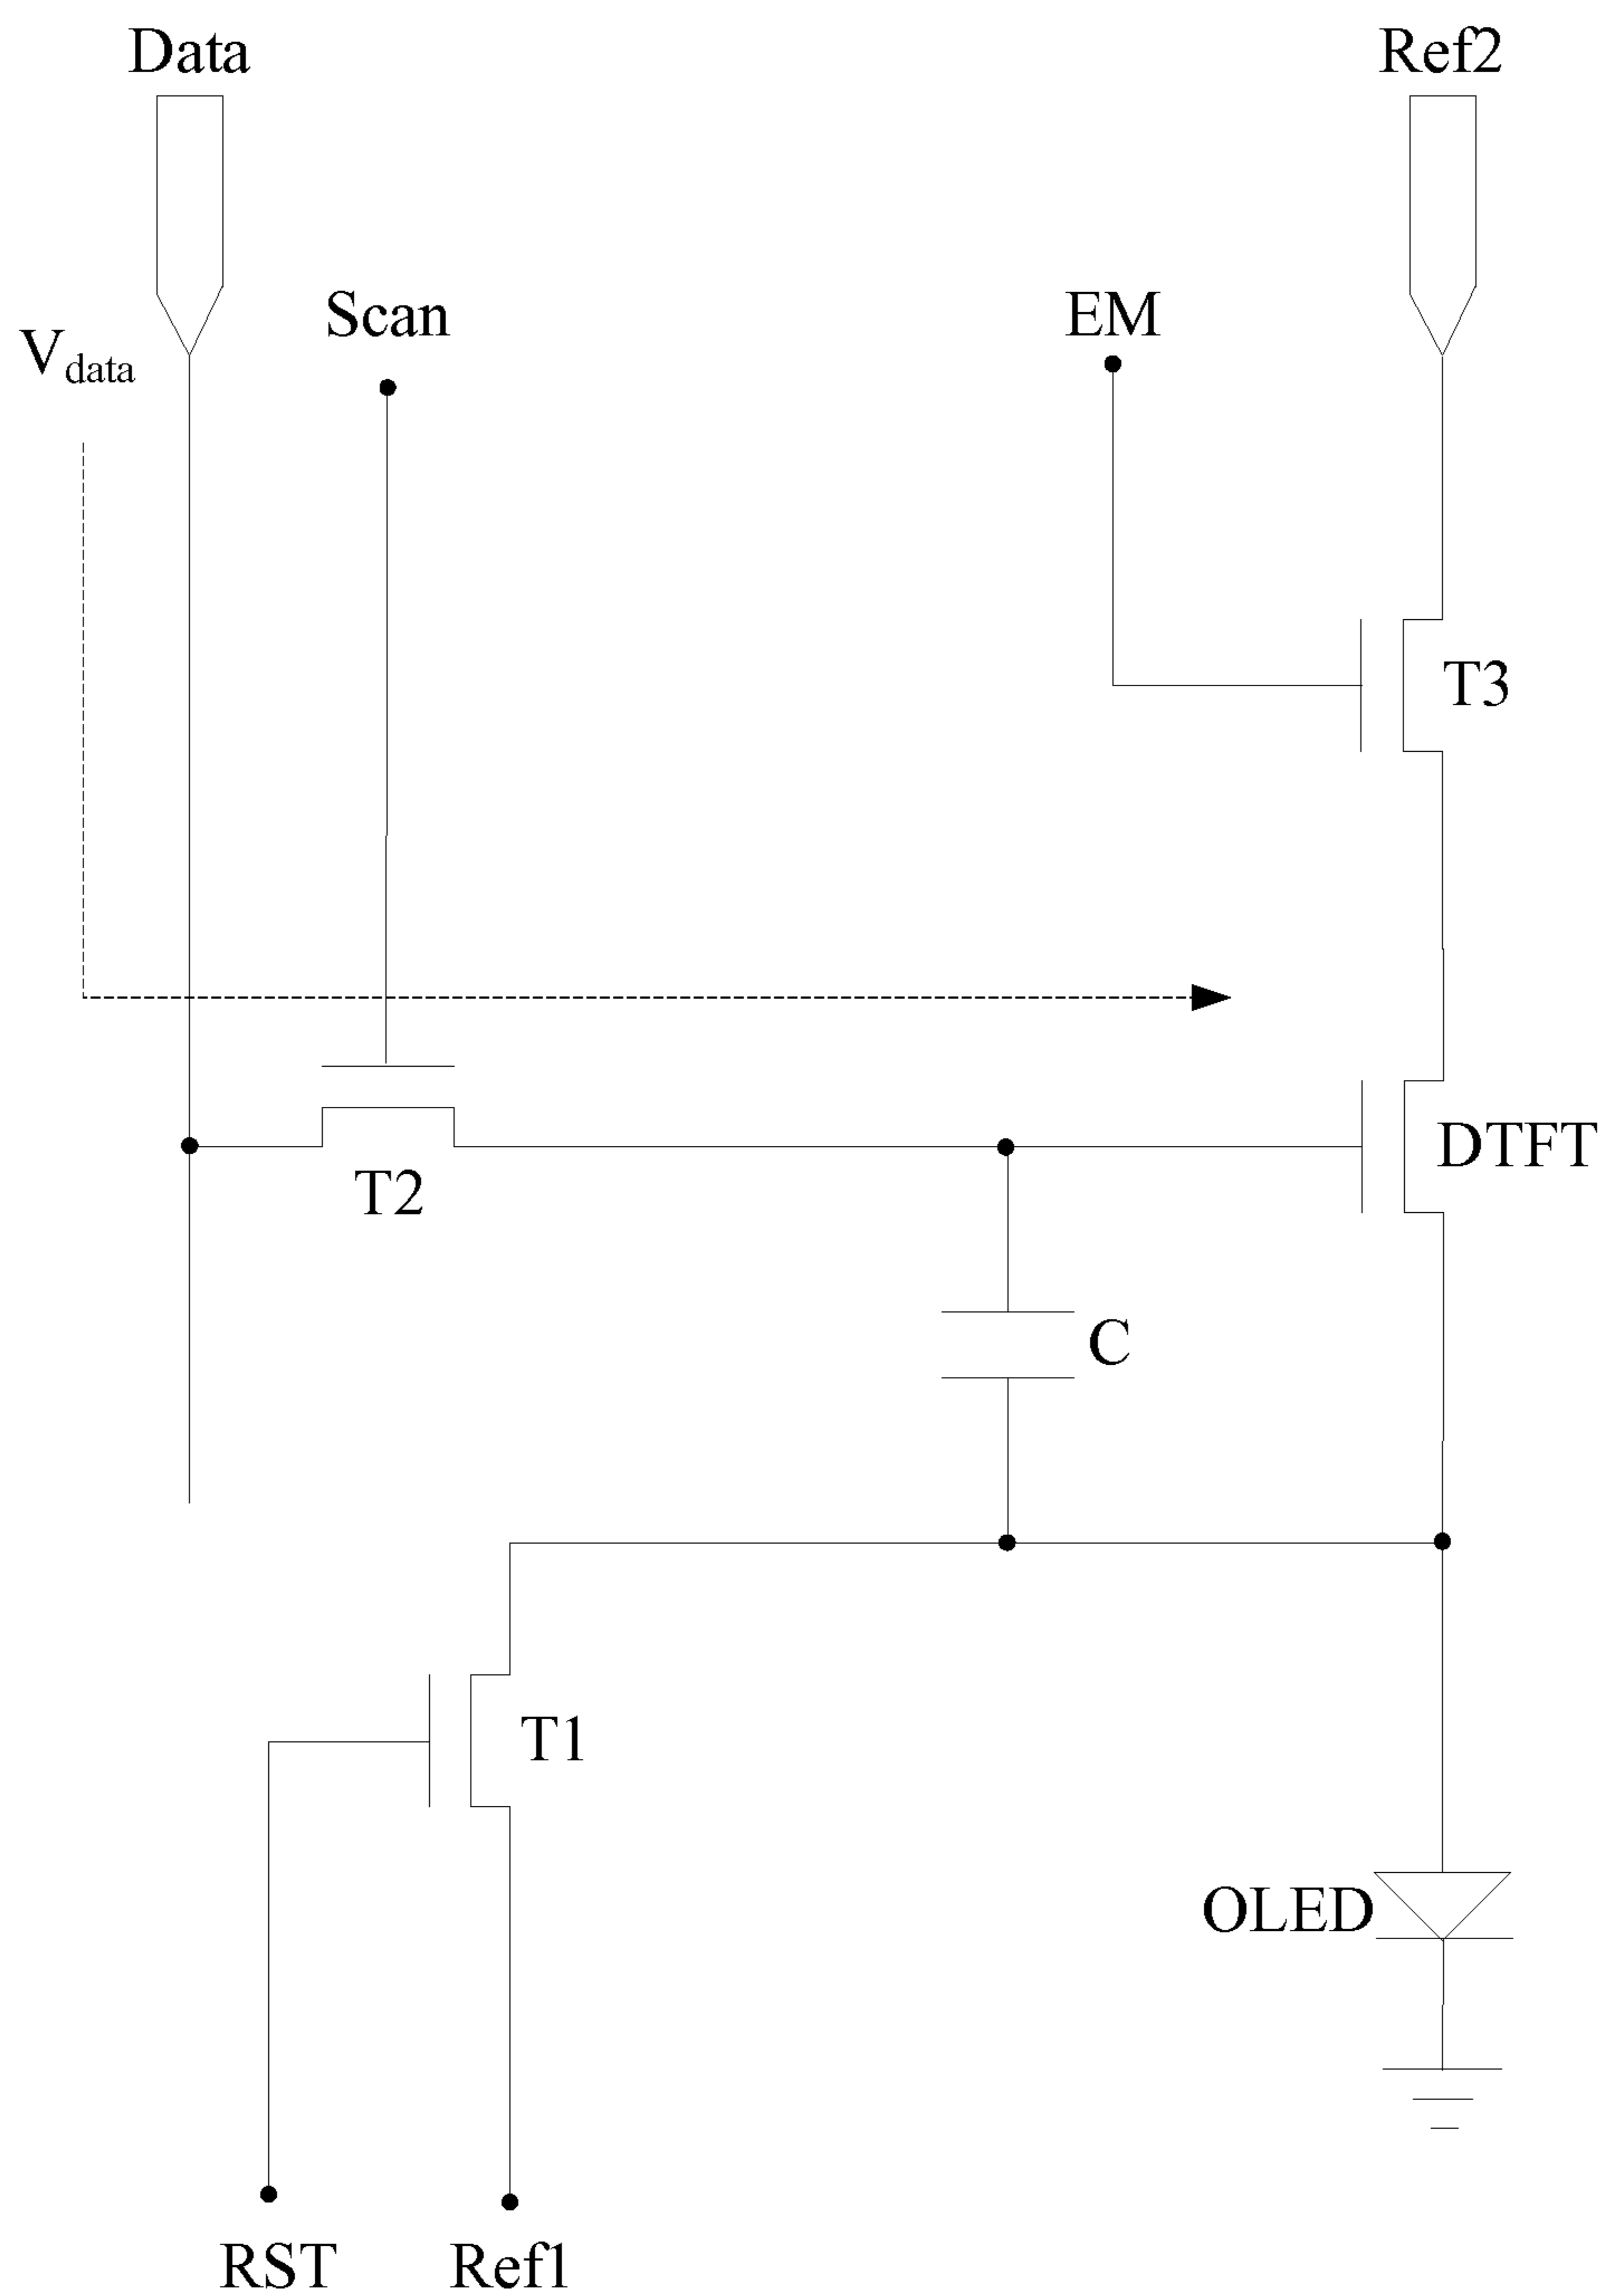 Data
Ref2
Scan
EM
Vdata
T3
DTFT
T2
C
T1
OLED
RST
Ref1